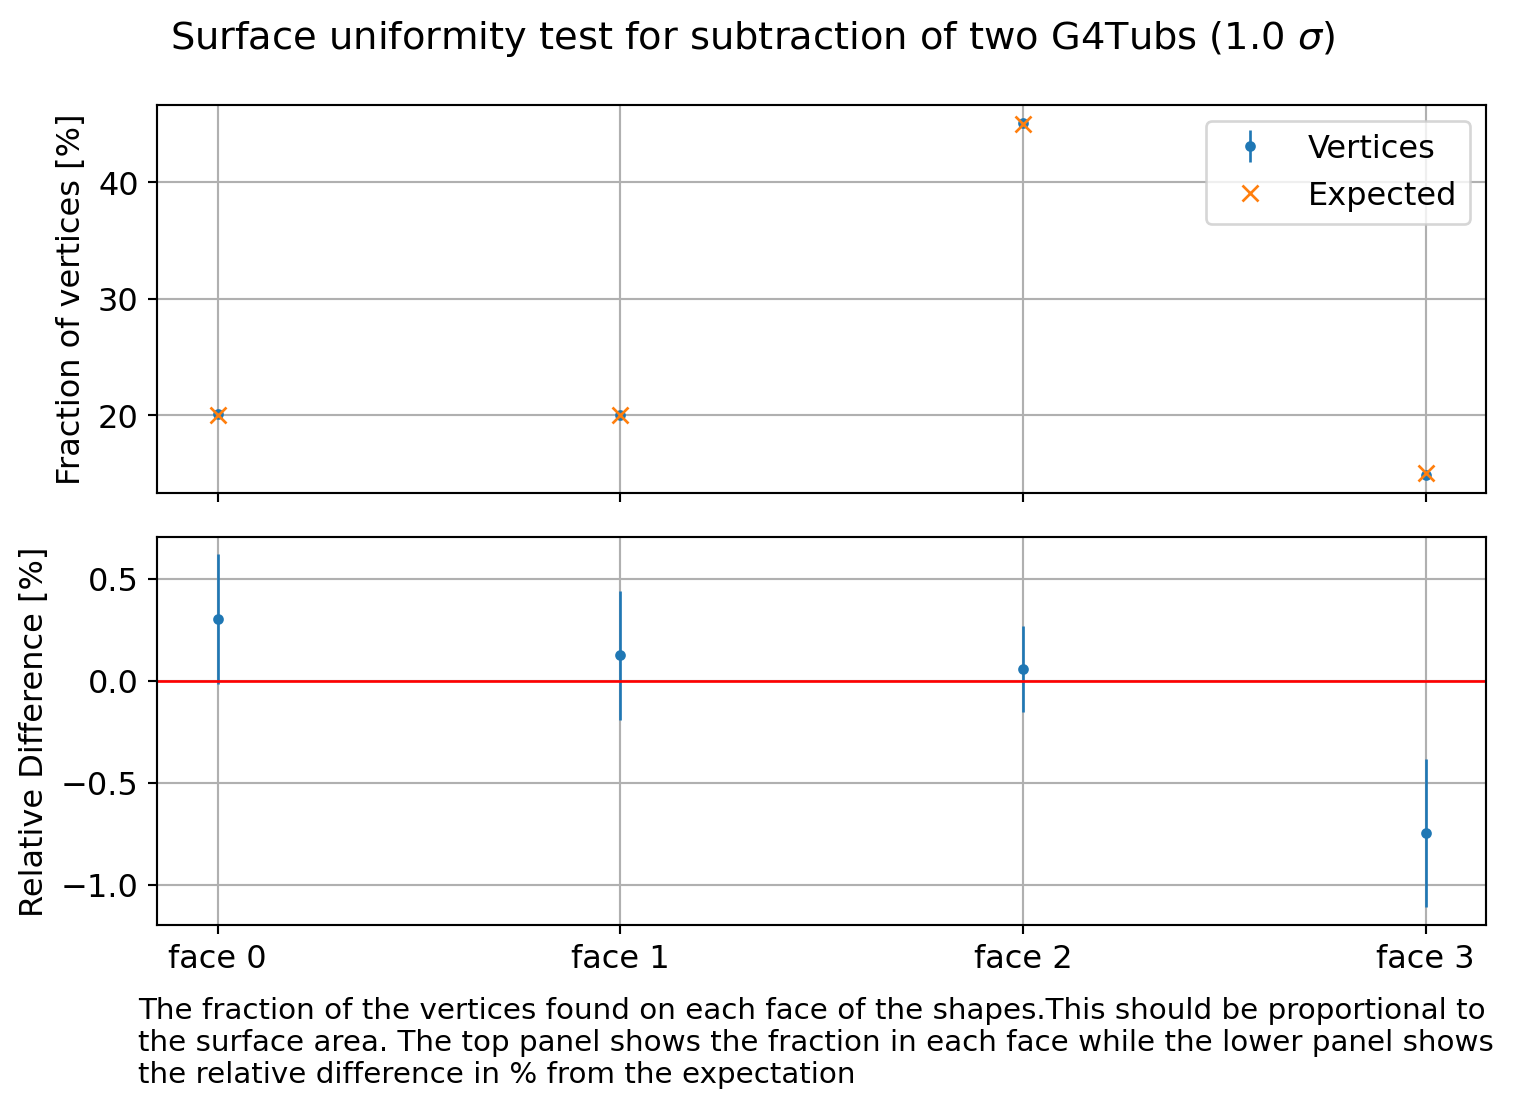 Surface uniformity test for subtraction of two G4Tubs (1.0 σ)
Fraction of vertices [%]
40
30
20
Vertices
Expected
Relative Difference [%]
0.5
0.0
−0.5
−1.0
face 0
face 1
face 2
face 3
The fraction of the vertices found on each face of the shapes.This should be proportional to
the surface area. The top panel shows the fraction in each face while the lower panel shows
the relative difference in % from the expectation